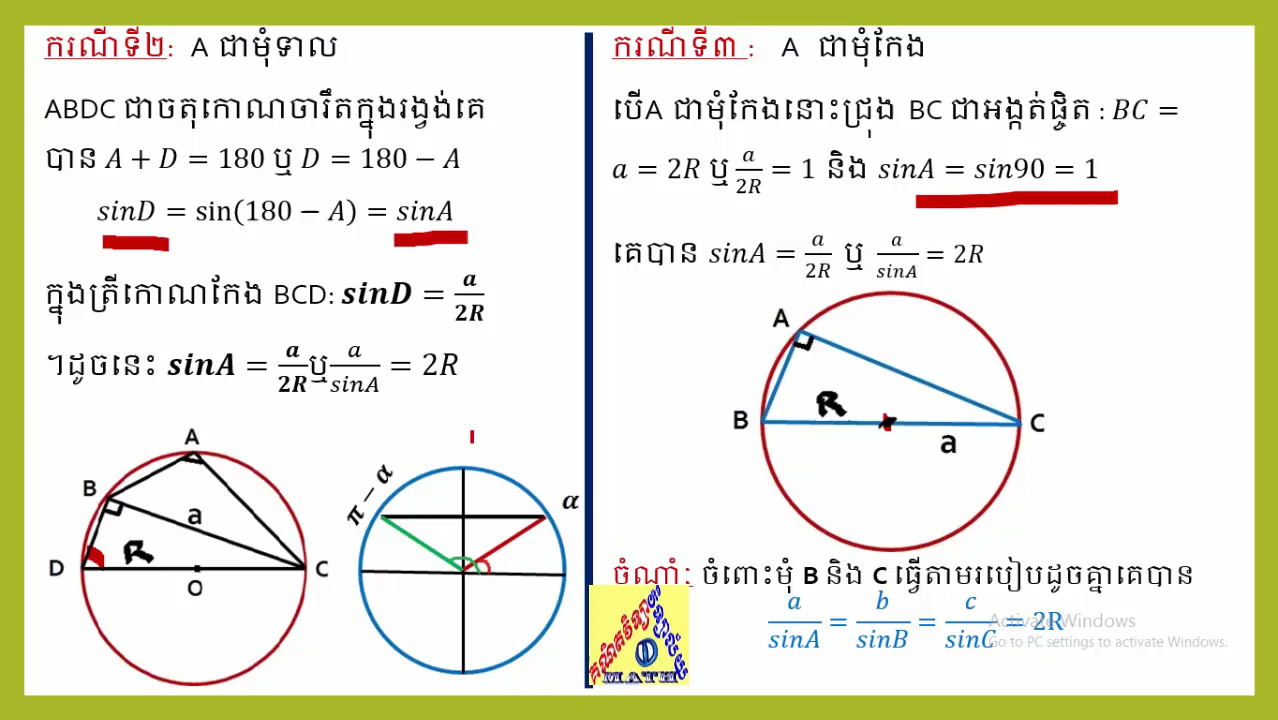 ករណីទី២: A ជាមុំទាល
ABDC ជាចតុកោណចារឹតក្នុងរង្វង់គេ
បាន A + D = 180 ឬ D = 180 − A
sinD = sin(180 − A) = sinA
ក្នុងត្រីកោណកែង BCD: sinD = a/2R
។ដូចនេះ sinA = a/2R ឬ a/sinA = 2R
A
B
a
R
D
O
C
π − α
α
ករណីទី៣ : A ជាមុំកែង
បើA ជាមុំកែងនោះជ្រុង BC ជាអង្កត់ផ្ចិត : BC =
a = 2R ឬ a/2R = 1 និង sinA = sin90 = 1
គេបាន sinA = a/2R ឬ a/sinA = 2R
A
R
B
C
a
ចំណាំ: ចំពោះមុំ B និង C ធ្វើតាមរបៀបដូចគ្នាគេបាន
a/sinA = b/sinB = c/sinC 2R
Activate Windows
Go to PC settings to activate Windows.
MATH